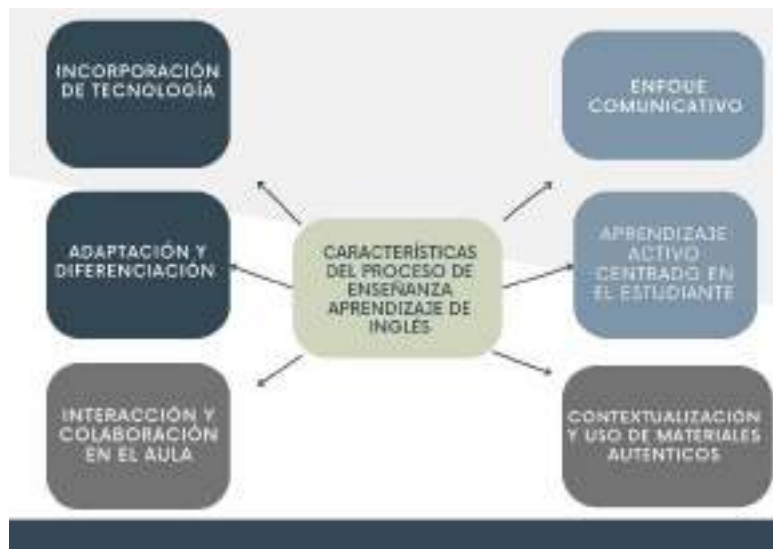 INCORPORACIÓN
DE TECNOLOGÍA
ENFOUE
COMUNICATIVO
ADAPTACIÓN Y
DIFERENCIACIÓN
CARACTERÍSTICAS
DEL PROCESO DE
ENSEÑANZA
APRENDIZAJE DE
INGLÉS
APRENDIZAJE
ACTIVO
CENTRADO EN
EL ESTUDIANTE
INTERACCIÓN Y
COLABORACIÓN
EN EL AULA
CONTEXTUALIZACIÓN
Y USO DE MATERIALES
AUTENTICOS